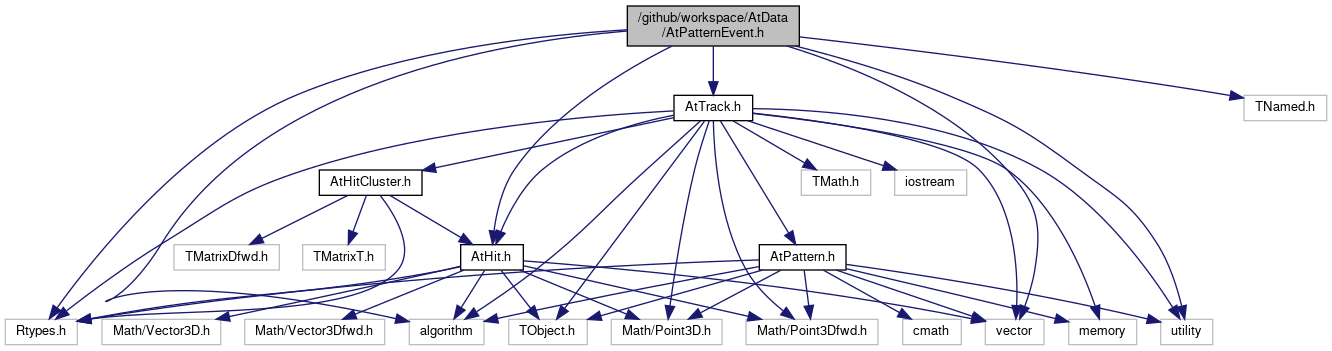 /github/workspace/AtData
/AtPatternEvent.h
AtTrack.h
TNamed.h
AtHitCluster.h
TMath.h
iostream
TMatrixDfwd.h
TMatrixT.h
AtHit.h
AtPattern.h
Rtypes.h
Math/Vector3D.h
Math/Vector3Dfwd.h
algorithm
TObject.h
Math/Point3D.h
Math/Point3Dfwd.h
cmath
vector
memory
utility